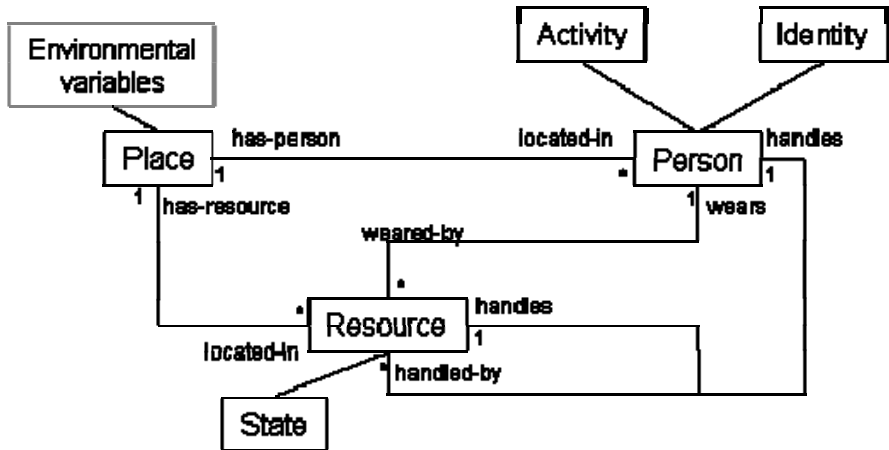 Activity
Identity
Environmental
variables
has-person
located-in
handles
Place
Person
1
*
1
1
has-resource
1
wears
weared-by
*
*
handles
Resource
1
located-in
*
handled-by
State